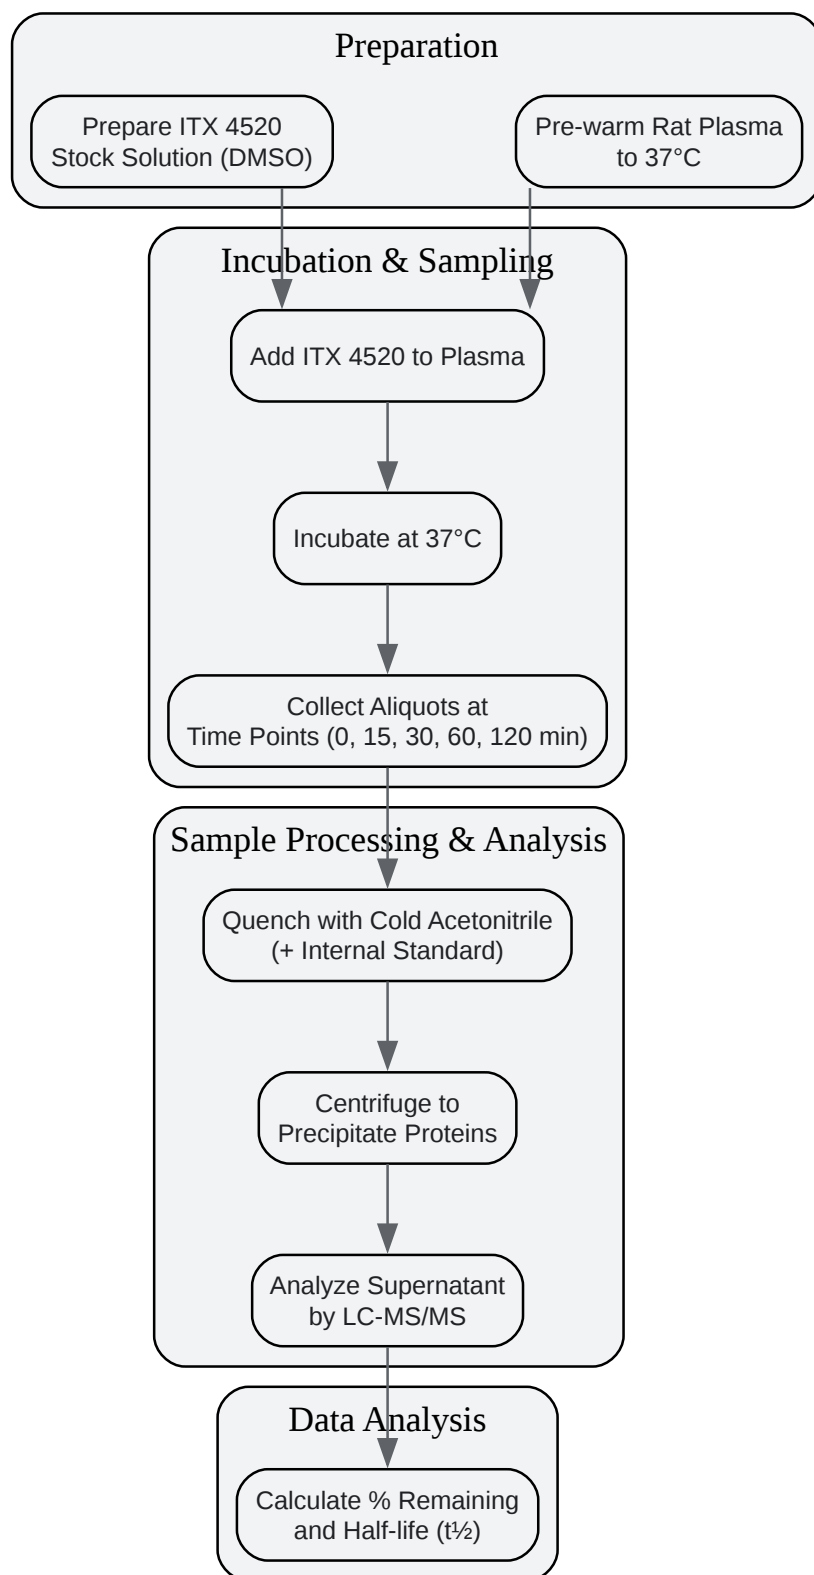 Preparation
Prepare ITX 4520
Stock Solution (DMSO)
Pre-warm Rat Plasma
to 37°C
Incubation & Sampling
Add ITX 4520 to Plasma
Incubate at 37°C
Collect Aliquots at
Time Points (0, 15, 30, 60, 120 min)
Sample Processing & Analysis
Quench with Cold Acetonitrile
(+ Internal Standard)
Centrifuge to
Precipitate Proteins
Analyze Supernatant
by LC-MS/MS
Data Analysis
Calculate % Remaining
and Half-life (t½)